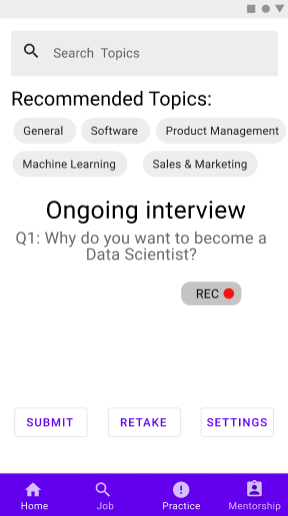 Search Topics
Recommended Topics:
General Software Product Management
Machine Learning Sales & Marketing
Ongoing interview
Q1: Why do you want to become a
Data Scientist?
REC
SUBMIT RETAKE SETTINGS
Home Job Practice Mentorship